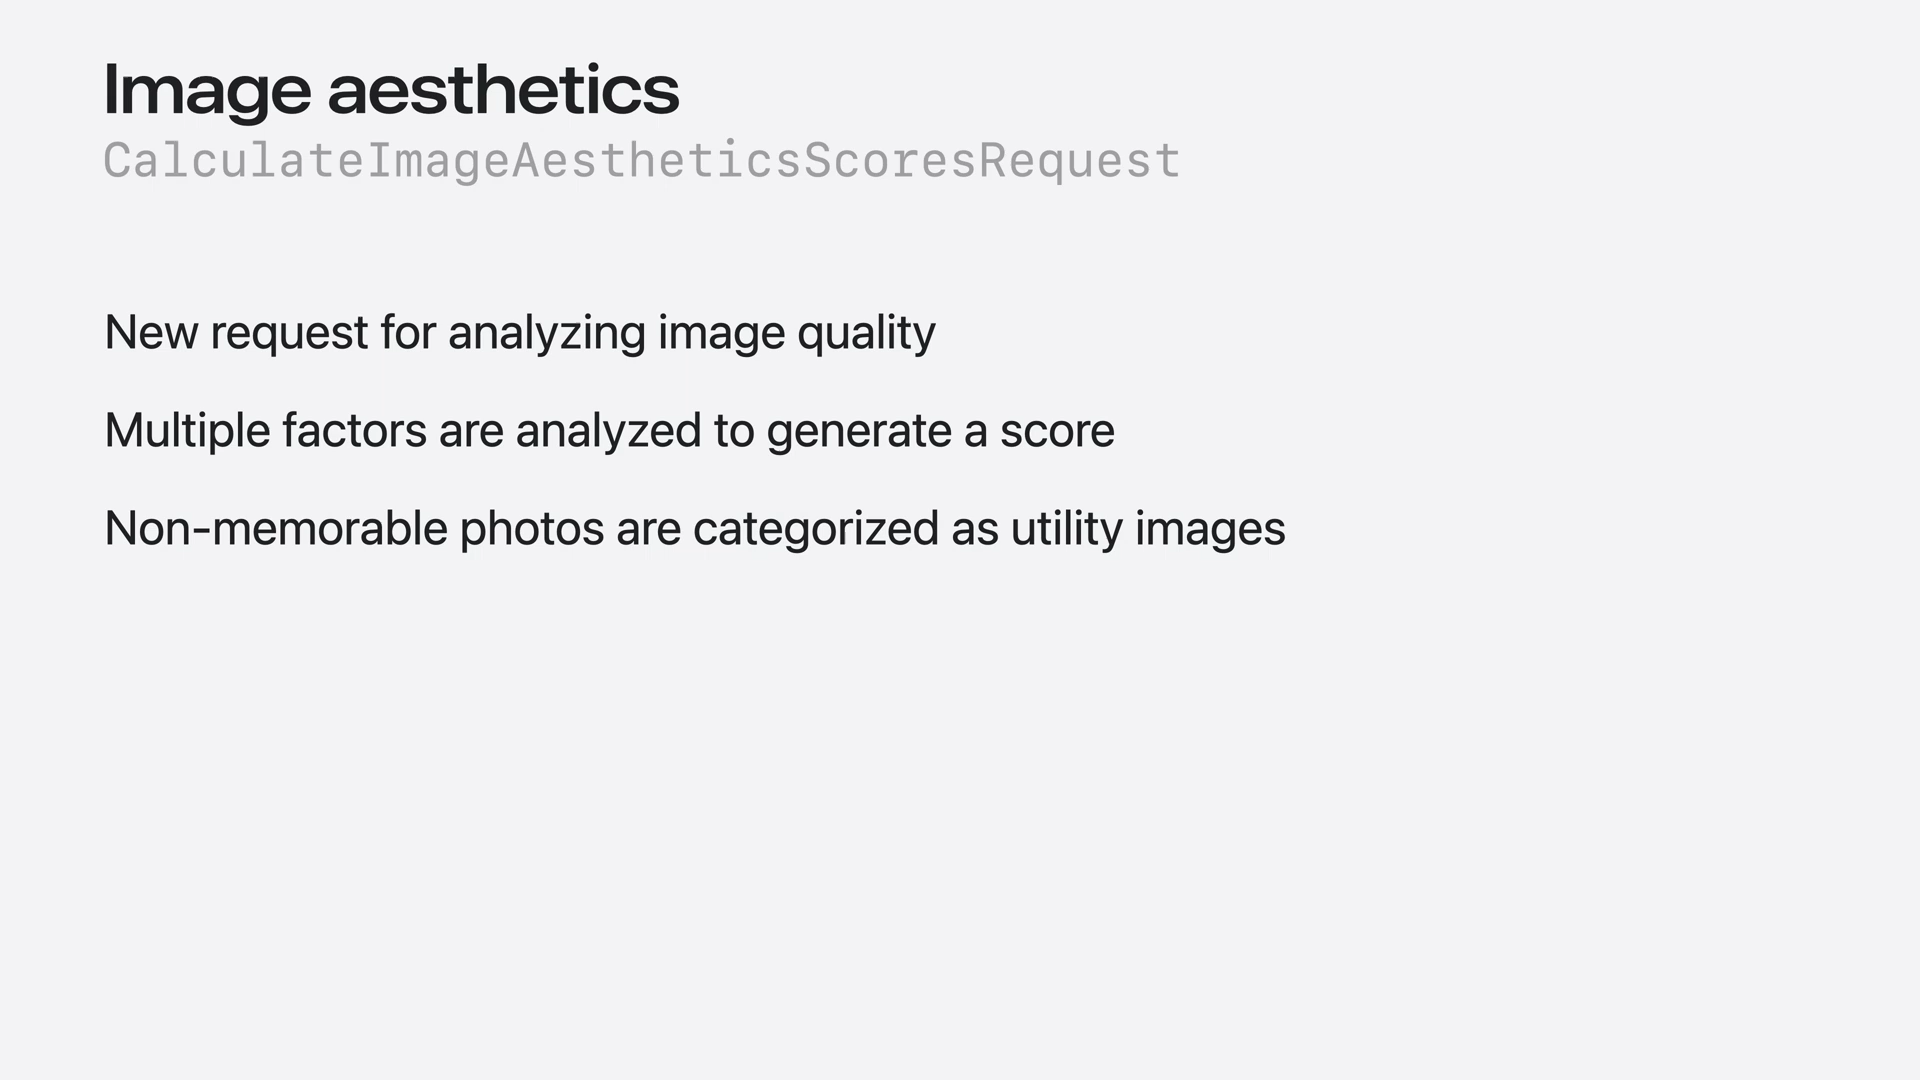 Image aesthetics
CalculateImageAestheticsScoresRequest
New request for analyzing image quality
Multiple factors are analyzed to generate a score
Non-memorable photos are categorized as utility images